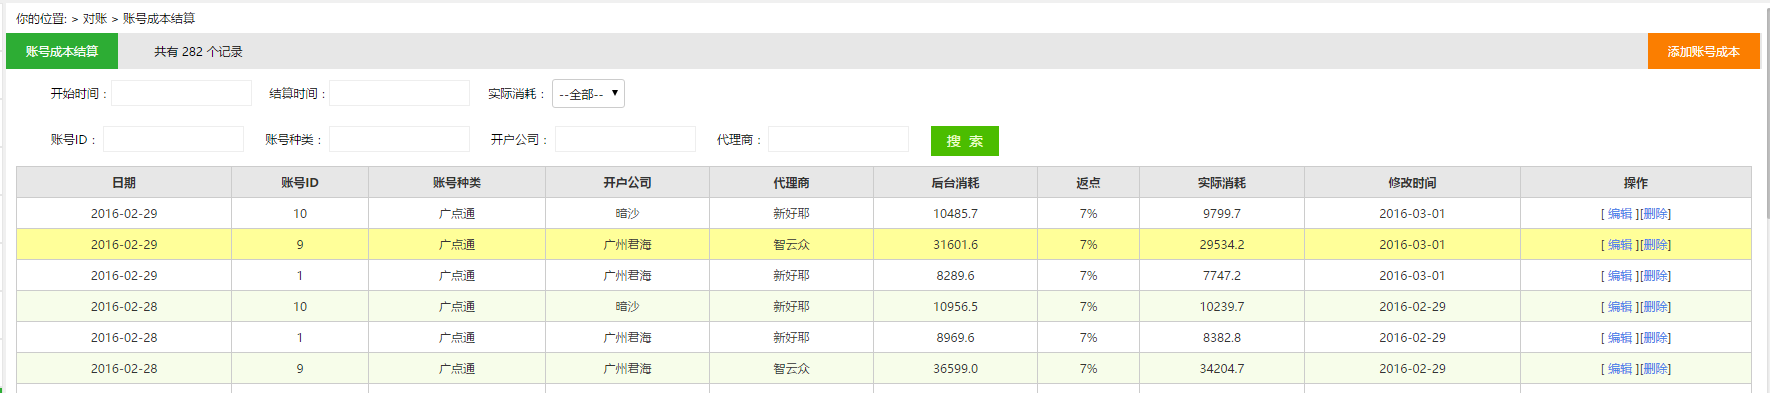 你的位置: > 对账 > 账号成本结算
账号成本结算 共有 282 个记录 添加账号成本
开始时间： 结算时间： 实际消耗： --全部--
账号ID： 账号种类： 开户公司： 代理商： 搜 索
日期 账号ID 账号种类 开户公司 代理商 后台消耗 返点 实际消耗 修改时间 操作
2016-02-29 10 广点通 暗沙 新好耶 10485.7 7% 9799.7 2016-03-01 [ 编辑 ][删除]
2016-02-29 9 广点通 广州君海 智云众 31601.6 7% 29534.2 2016-03-01 [ 编辑 ][删除]
2016-02-29 1 广点通 广州君海 新好耶 8289.6 7% 7747.2 2016-03-01 [ 编辑 ][删除]
2016-02-28 10 广点通 暗沙 新好耶 10956.5 7% 10239.7 2016-02-29 [ 编辑 ][删除]
2016-02-28 1 广点通 广州君海 新好耶 8969.6 7% 8382.8 2016-02-29 [ 编辑 ][删除]
2016-02-28 9 广点通 广州君海 智云众 36599.0 7% 34204.7 2016-02-29 [ 编辑 ][删除]